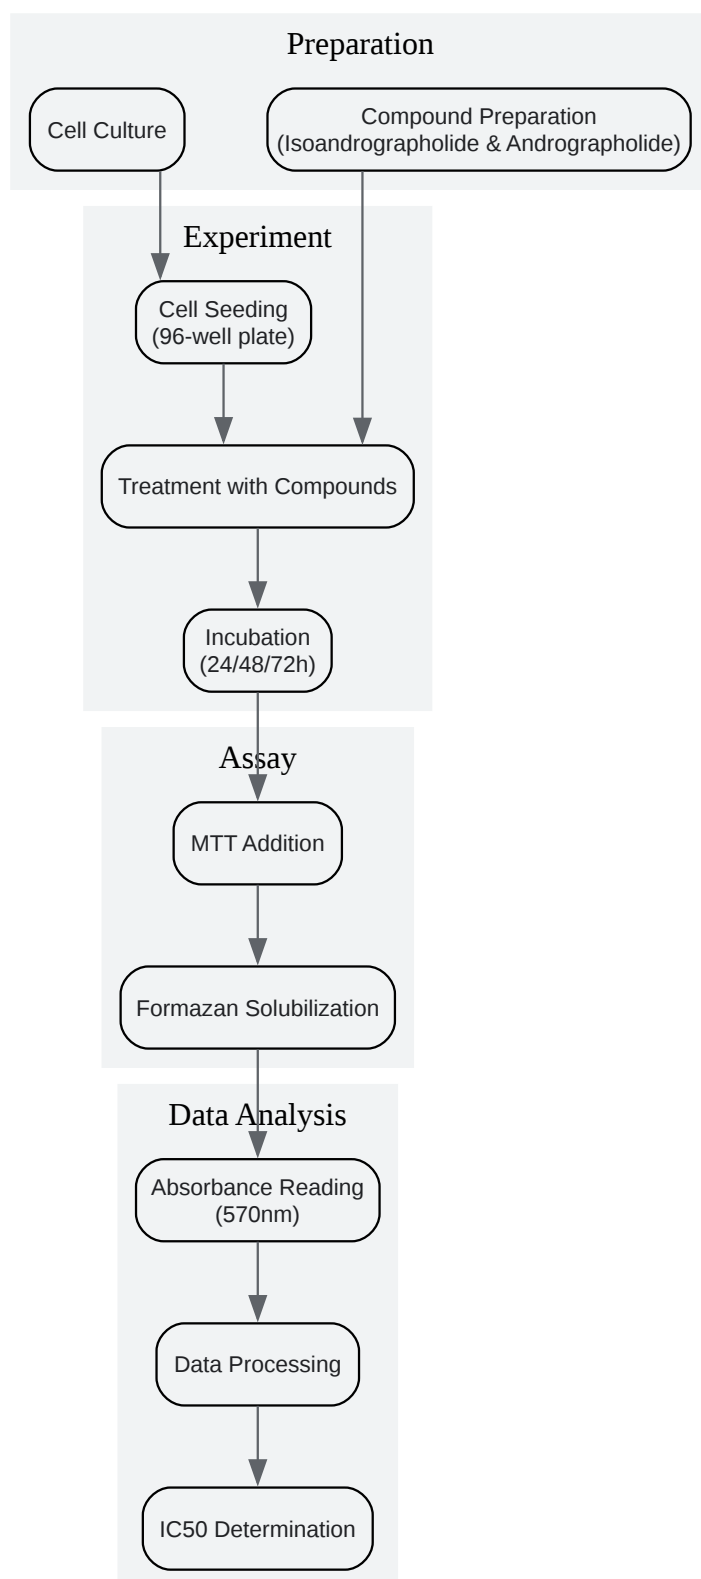 Preparation
Cell Culture
Compound Preparation
(Isoandrographolide & Andrographolide)
Experiment
Cell Seeding
(96-well plate)
Treatment with Compounds
Incubation
(24/48/72h)
Assay
MTT Addition
Formazan Solubilization
Data Analysis
Absorbance Reading
(570nm)
Data Processing
IC50 Determination